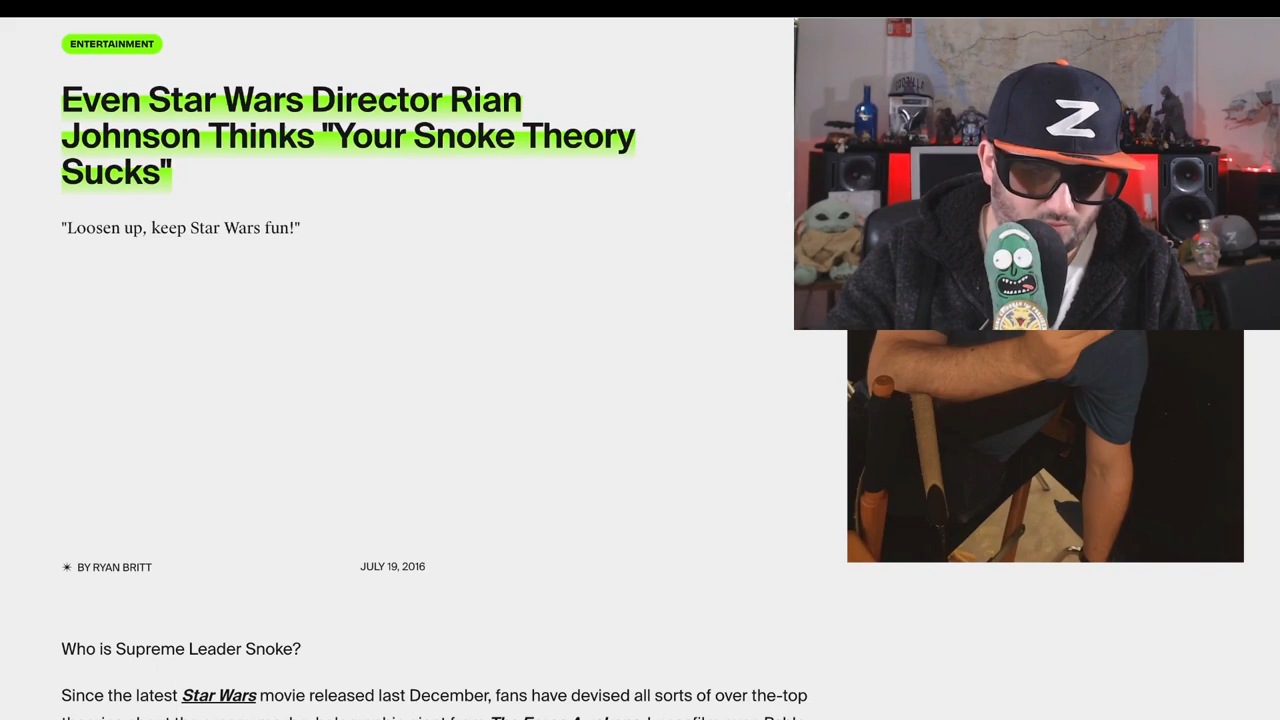 ENTERTAINMENT
Even Star Wars Director Rian
Johnson Thinks "Your Snoke Theory
Sucks"
"Loosen up, keep Star Wars fun!"
BY RYAN BRITT
JULY 19, 2016
Who is Supreme Leader Snoke?
Since the latest Star Wars movie released last December, fans have devised all sorts of over the-top
Z